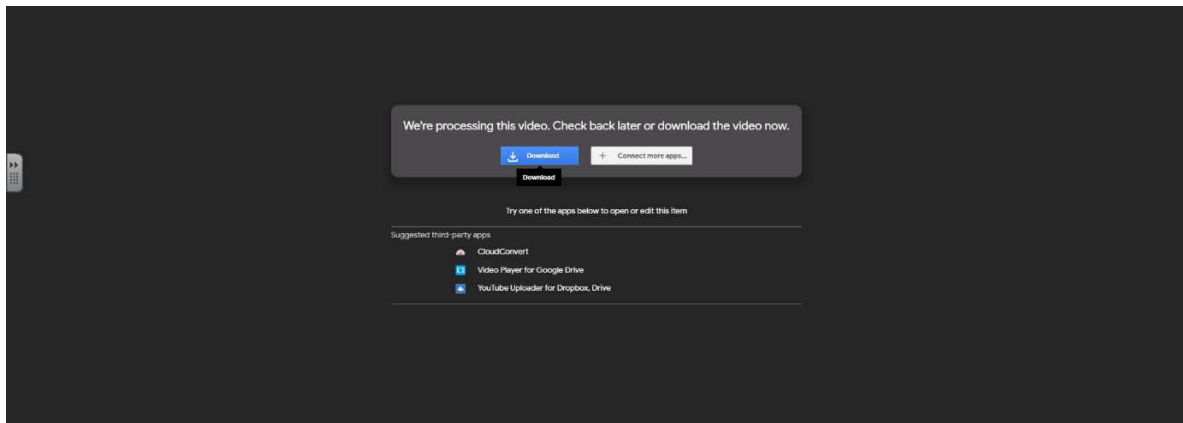 We're processing this video. Check back later or download the video now.
Download
+ Connect more apps...
Download
Try one of the apps below to open or edit this item
Suggested third-party apps
CloudConvert
Video Player for Google Drive
YouTube Uploader for Dropbox, Drive